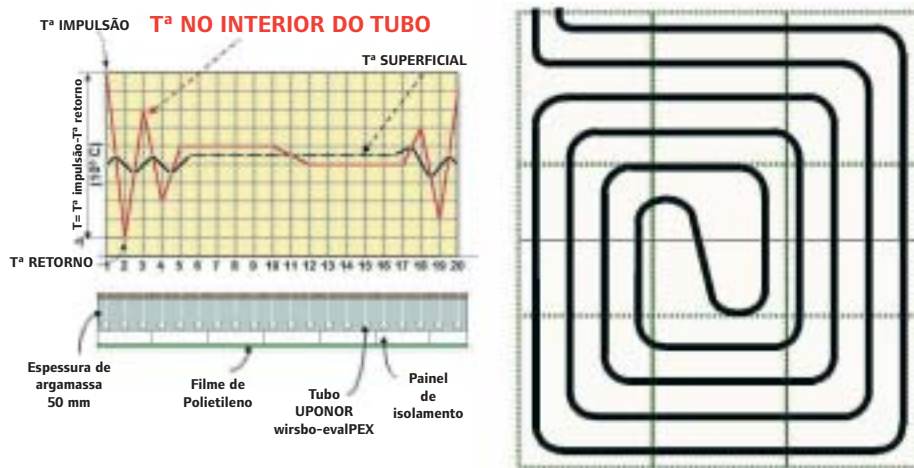 Tª IMPULSÃO
Tª NO INTERIOR DO TUBO
Tª SUPERFICIAL
T= Tª impulsão-Tª retorno
(10º C)
Tª RETORNO
1 2 3 4 5 6 7 8 9 10 11 12 13 14 15 16 17 18 19 20
Espessura de
argamassa
50 mm
Filme de
Polietileno
Tubo
UPONOR
wirsbo-evalPEX
Painel
de
isolamento